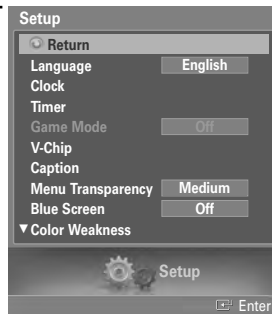 Setup
Return
Language English
Clock
Timer
Game Mode Off
V-Chip
Caption
Menu Transparency Medium
Blue Screen Off
▼Color Weakness
Setup
Enter